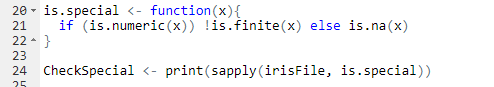 20 is.special <- function(x){
21   if (is.numeric(x)) !is.finite(x) else is.na(x)
22 }
23
24 CheckSpecial <- print(sapply(irisFile, is.special))
25